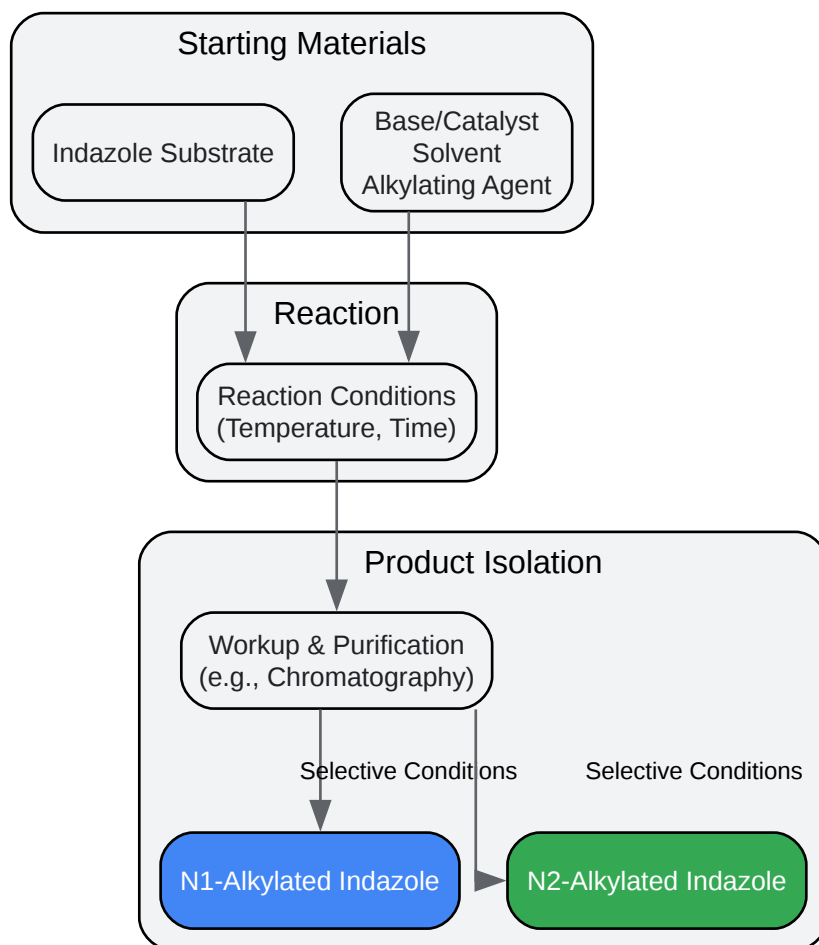 Starting Materials
Indazole Substrate
Base/Catalyst
Solvent
Alkylating Agent
Reaction
Reaction Conditions
(Temperature, Time)
Product Isolation
Workup & Purification
(e.g., Chromatography)
Selective Conditions
Selective Conditions
N1-Alkylated Indazole
N2-Alkylated Indazole